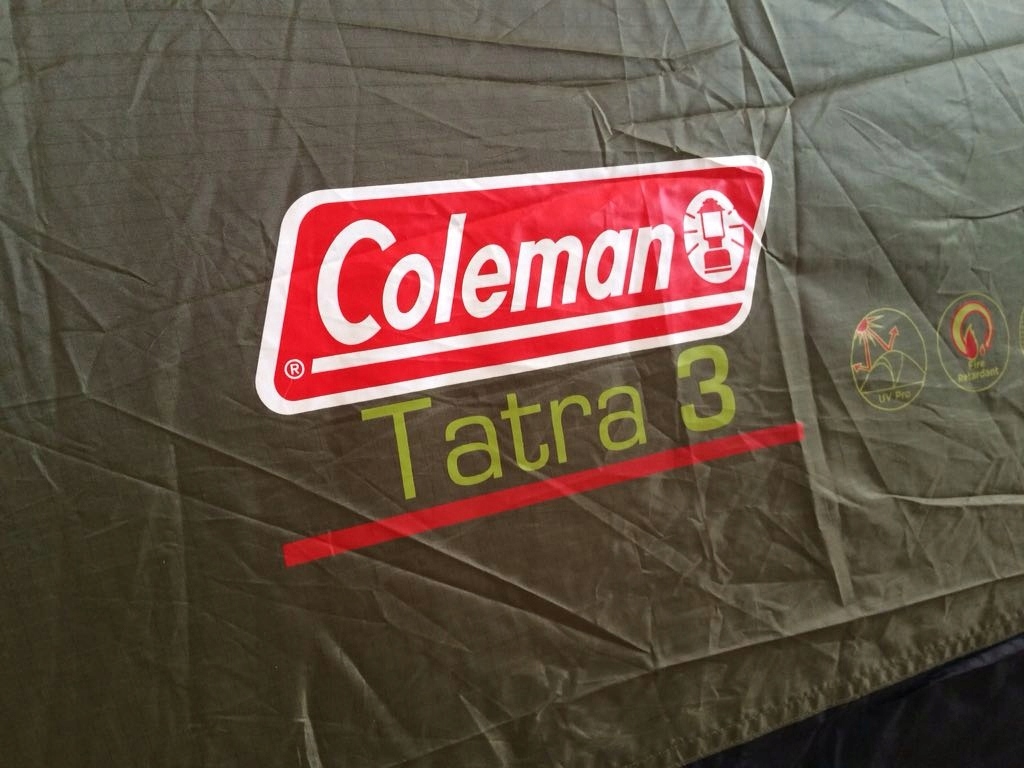 Coleman
®
Tatra 3
UV Pro
Fire
Retardant